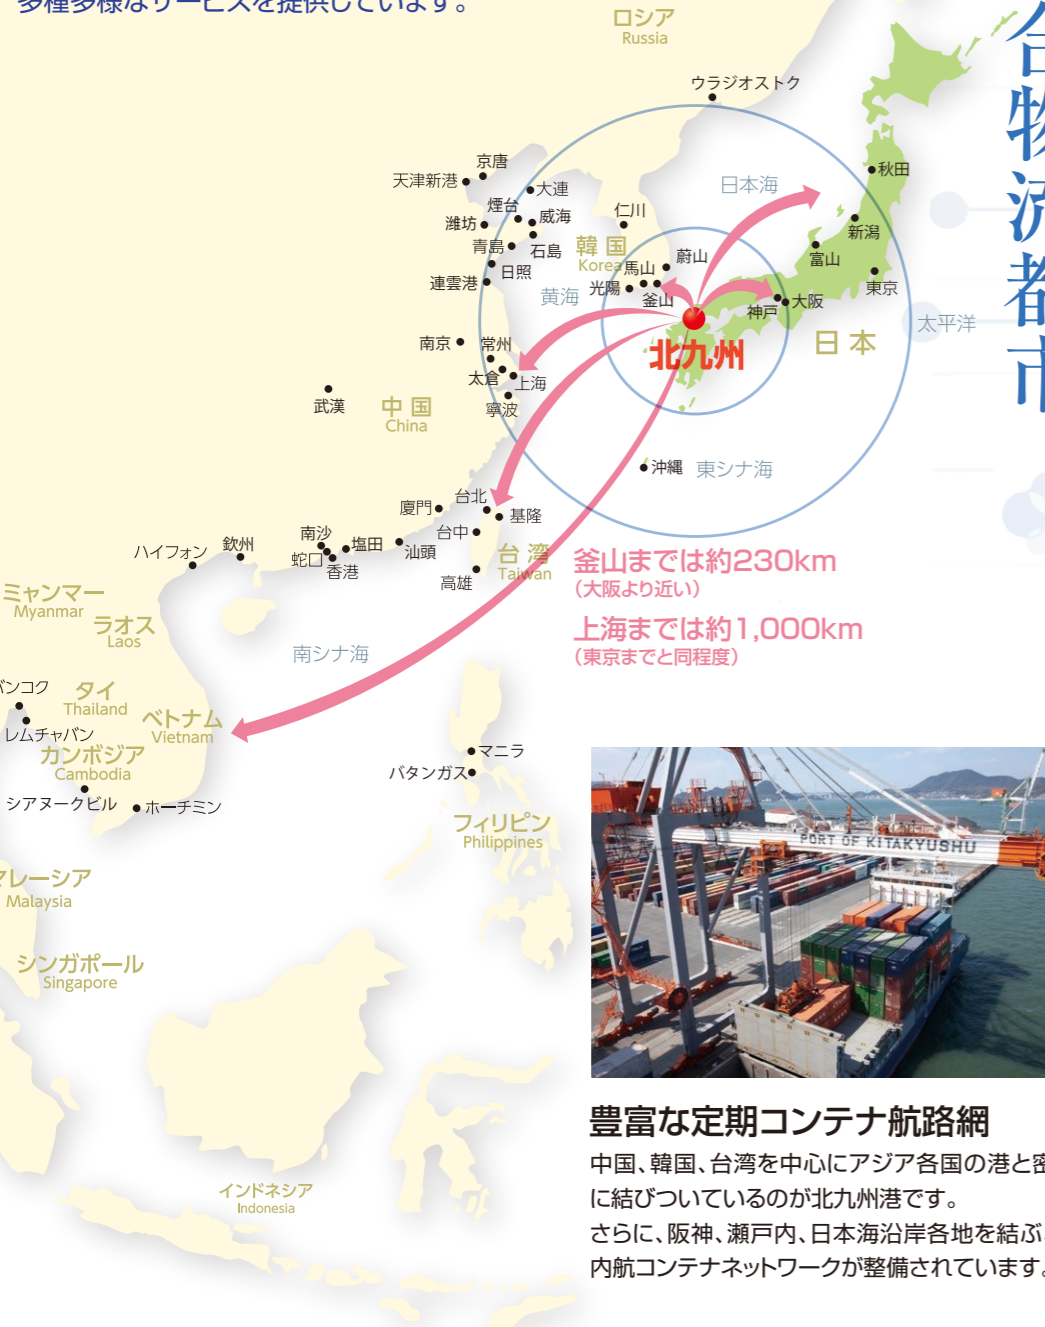 多種多様なサービスを提供しています。
合物流都市
ロシア
Russia
ウラジオストク
京唐
天津新港
大連
煙台
威海
潍坊
青島
石島
日照
連雲港
仁川
韓国
Korea
馬山
蔚山
光陽
釜山
日本海
秋田
新潟
富山
東京
神戸
大阪
黄海
北九州
日本
太平洋
南京
常州
太倉
上海
寧波
武漢
中国
China
沖縄
東シナ海
台北
基隆
廈門
台中
高雄
台湾
Taiwan
南沙
蛇口
香港
塩田
汕頭
ハイフォン
欽州
釜山までは約230km
（大阪より近い）
上海までは約1,000km
（東京までと同程度）
ミャンマー
Myanmar
ラオス
Laos
南シナ海
バンコク
タイ
Thailand
レムチャバン
ベトナム
Vietnam
カンボジア
Cambodia
シアヌークビル
ホーチミン
マニラ
バタンガス
フィリピン
Philippines
マレーシア
Malaysia
シンガポール
Singapore
インドネシア
Indonesia
PORT OF KITAKYUSHU
豊富な定期コンテナ航路網
中国、韓国、台湾を中心にアジア各国の港と密
に結びついているのが北九州港です。
さらに、阪神、瀬戸内、日本海沿岸各地を結ぶ、
内航コンテナネットワークが整備されています。